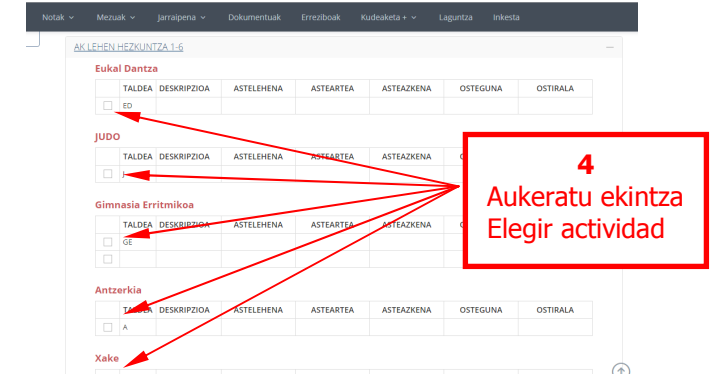 Notak Mezuak Jarraipena Dokumentuak Erreziboak Kudeaketa + Laguntza Inkesta
AK LEHEN HEZKUNTZA 1-6
Eukal Dantza
TALDEA DESKRIPZIOA ASTELEHENA ASTEARTEA ASTEAZKENA OSTEGUNA OSTIRALA
ED
JUDO
TALDEA DESKRIPZIOA ASTELEHENA ASTEARTEA ASTEAZKENA
Gimnasia Erritmikoa
TALDEA DESKRIPZIOA ASTELEHENA ASTEARTEA ASTEAZKENA
GE
4
Aukeratu ekintza
Elegir actividad
Antzerkia
TALDEA DESKRIPZIOA ASTELEHENA ASTEARTEA ASTEAZKENA OSTEGUNA OSTIRALA
A
Xake